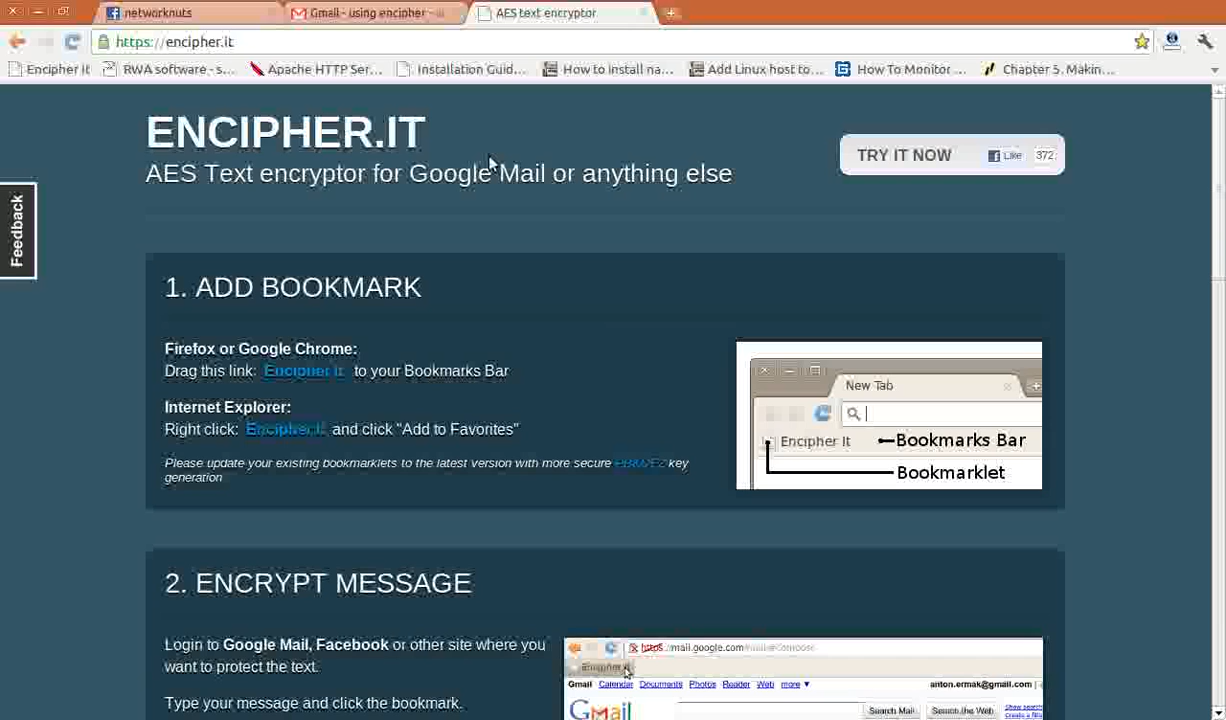 networknuts
Gmail - using encipher -
AES text encryptor
https://encipher.it
Encipher It
RWA software - s...
Apache HTTP Ser...
Installation Guid...
How to install na...
Add Linux host to...
How To Monitor ...
Chapter 5. Makin...
ENCIPHER.IT
AES Text encryptor for Google Mail or anything else
TRY IT NOW
Like
372
Feedback
1. ADD BOOKMARK
Firefox or Google Chrome:
Drag this link: Encipher It to your Bookmarks Bar
Internet Explorer:
Right click: Encipher It and click "Add to Favorites"
Please update your existing bookmarklets to the latest version with more secure key
generation
New Tab
Encipher It
Bookmarks Bar
Bookmarklet
2. ENCRYPT MESSAGE
Login to Google Mail, Facebook or other site where you
want to protect the text.
Type your message and click the bookmark.
https://mail.google.com
Encipher It
Gmail Calendar Documents Photos Reader Web more ▼
anton.ermak@gmail.com
Gmail
Search Mail
Search the Web